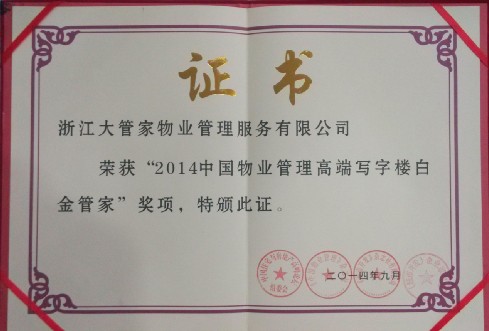 证书
浙江大管家物业管理服务有限公司
荣获“2014中国物业管理高端写字楼白
金管家”奖项，特颁此证。
二〇一四年九月